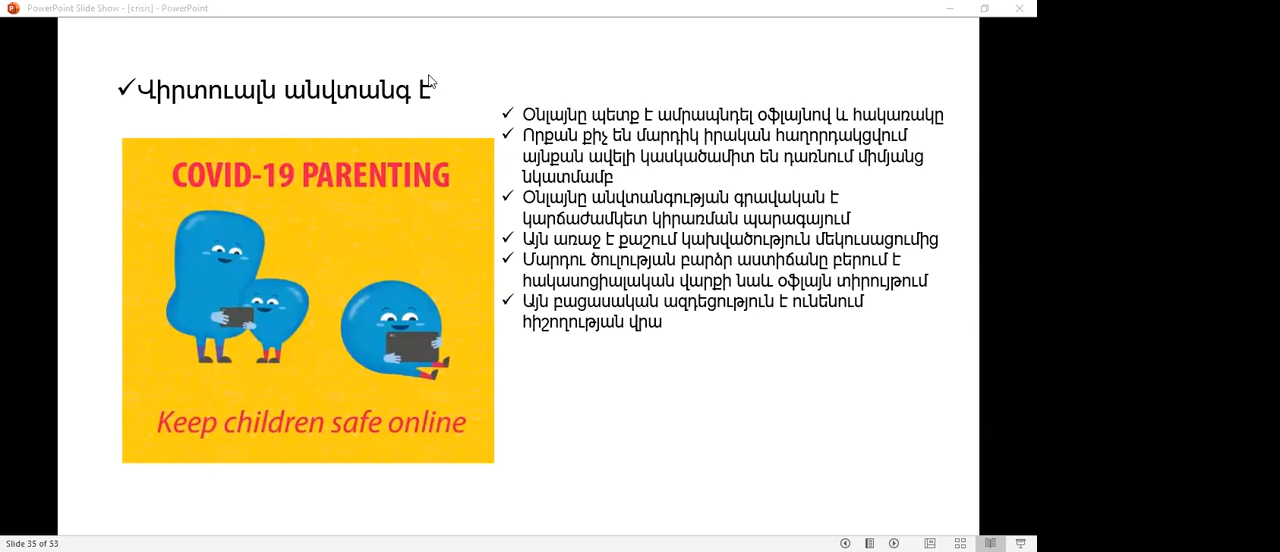 PowerPoint Slide Show - [crisis] - PowerPoint
Վիրտուալն անվտանգ է
COVID-19 PARENTING
Keep children safe online
Օնլայնը պետք է ամրապնդել օֆլայնով և հակառակը
Որքան քիչ են մարդիկ իրական հաղորդակցվում
այնքան ավելի կասկածամիտ են դառնում միմյանց
նկատմամբ
Օնլայնը անվտանգության գրավական է
կարճաժամկետ կիրառման պարագայում
Այն առաջ է քաշում կախվածություն մեկուսացումից
Մարդու ծուլության բարձր աստիճանը բերում է
հակասոցիալական վարքի նաև օֆլայն տիրույթում
Այն բացասական ազդեցություն է ունենում
հիշողության վրա
Slide 35 of 53